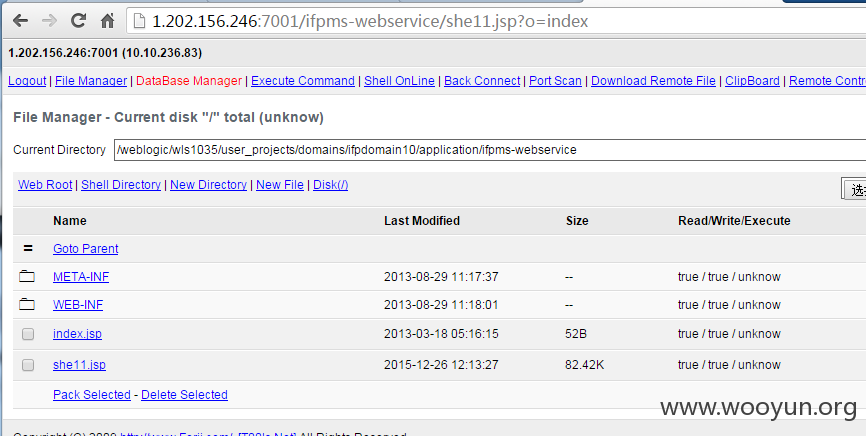 1.202.156.246:7001/ifpms-webservice/she11.jsp?o=index
1.202.156.246:7001 (10.10.236.83)
Logout | File Manager | DataBase Manager | Execute Command | Shell OnLine | Back Connect | Port Scan | Download Remote File | ClipBoard | Remote Contr
File Manager - Current disk "/" total (unknow)
Current Directory /weblogic/wls1035/user_projects/domains/ifpdomain10/application/ifpms-webservice
Web Root | Shell Directory | New Directory | New File | Disk(/) 选
Name Last Modified Size Read/Write/Execute
= Goto Parent
META-INF 2013-08-29 11:17:37 -- true / true / unknow
WEB-INF 2013-08-29 11:18:01 -- true / true / unknow
index.jsp 2013-03-18 05:16:15 52B true / true / unknow
she11.jsp 2015-12-26 12:13:27 82.42K true / true / unknow
Pack Selected - Delete Selected
www.wooyun.org